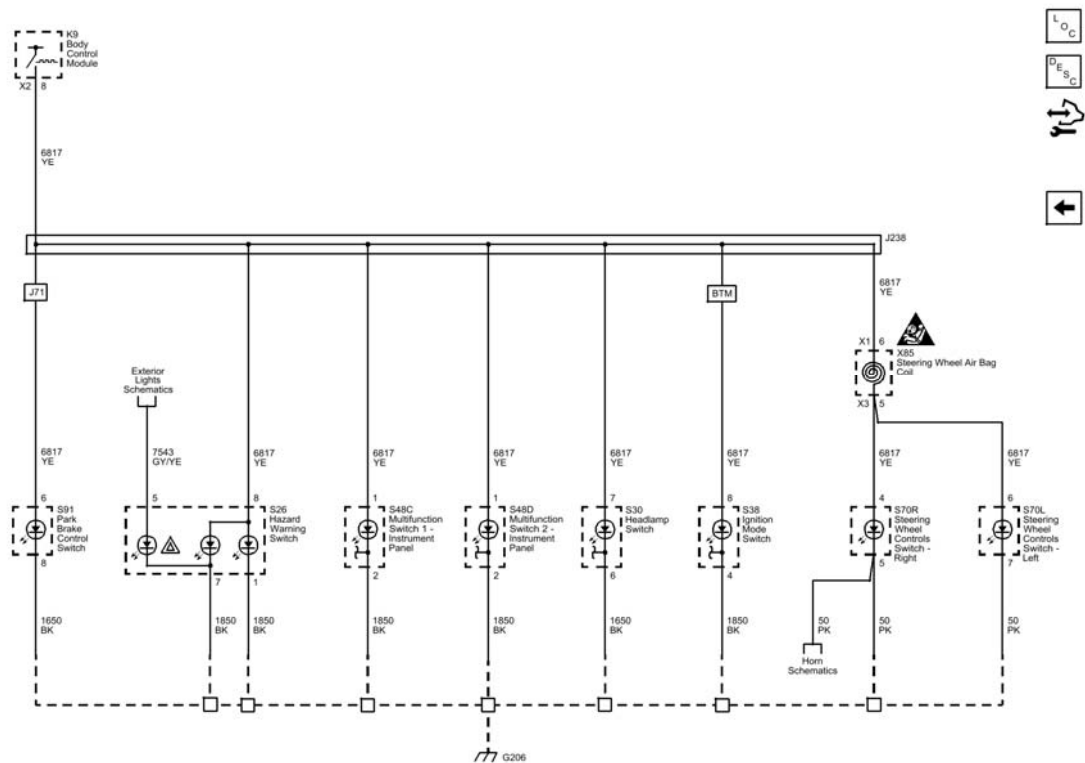 K9
Body
Control
Module
X2 8
L
O
C
D
E
S
C
6817
YE
J238
J71
BTM
6817
YE
X1 6
X85
Steering Wheel Air Bag
Coil
X3 5
Exterior
Lights
Schematics
6817
YE
7543
GY/YE
6817
YE
6817
YE
6817
YE
6817
YE
6817
YE
6817
YE
6817
YE
6
S91
Park
Brake
Control
Switch
8
5
8
S26
Hazard
Warning
Switch
7
1
1
S48C
Multifunction
Switch 1 -
Instrument
Panel
2
1
S48D
Multifunction
Switch 2 -
Instrument
Panel
2
7
S30
Headlamp
Switch
6
8
S38
Ignition
Mode
Switch
4
4
S70R
Steering
Wheel
Controls
Switch -
Right
5
6
S70L
Steering
Wheel
Controls
Switch -
Left
7
1650
BK
1850
BK
1850
BK
1850
BK
1850
BK
1650
BK
1850
BK
50
PK
50
PK
50
PK
Horn
Schematics
G206